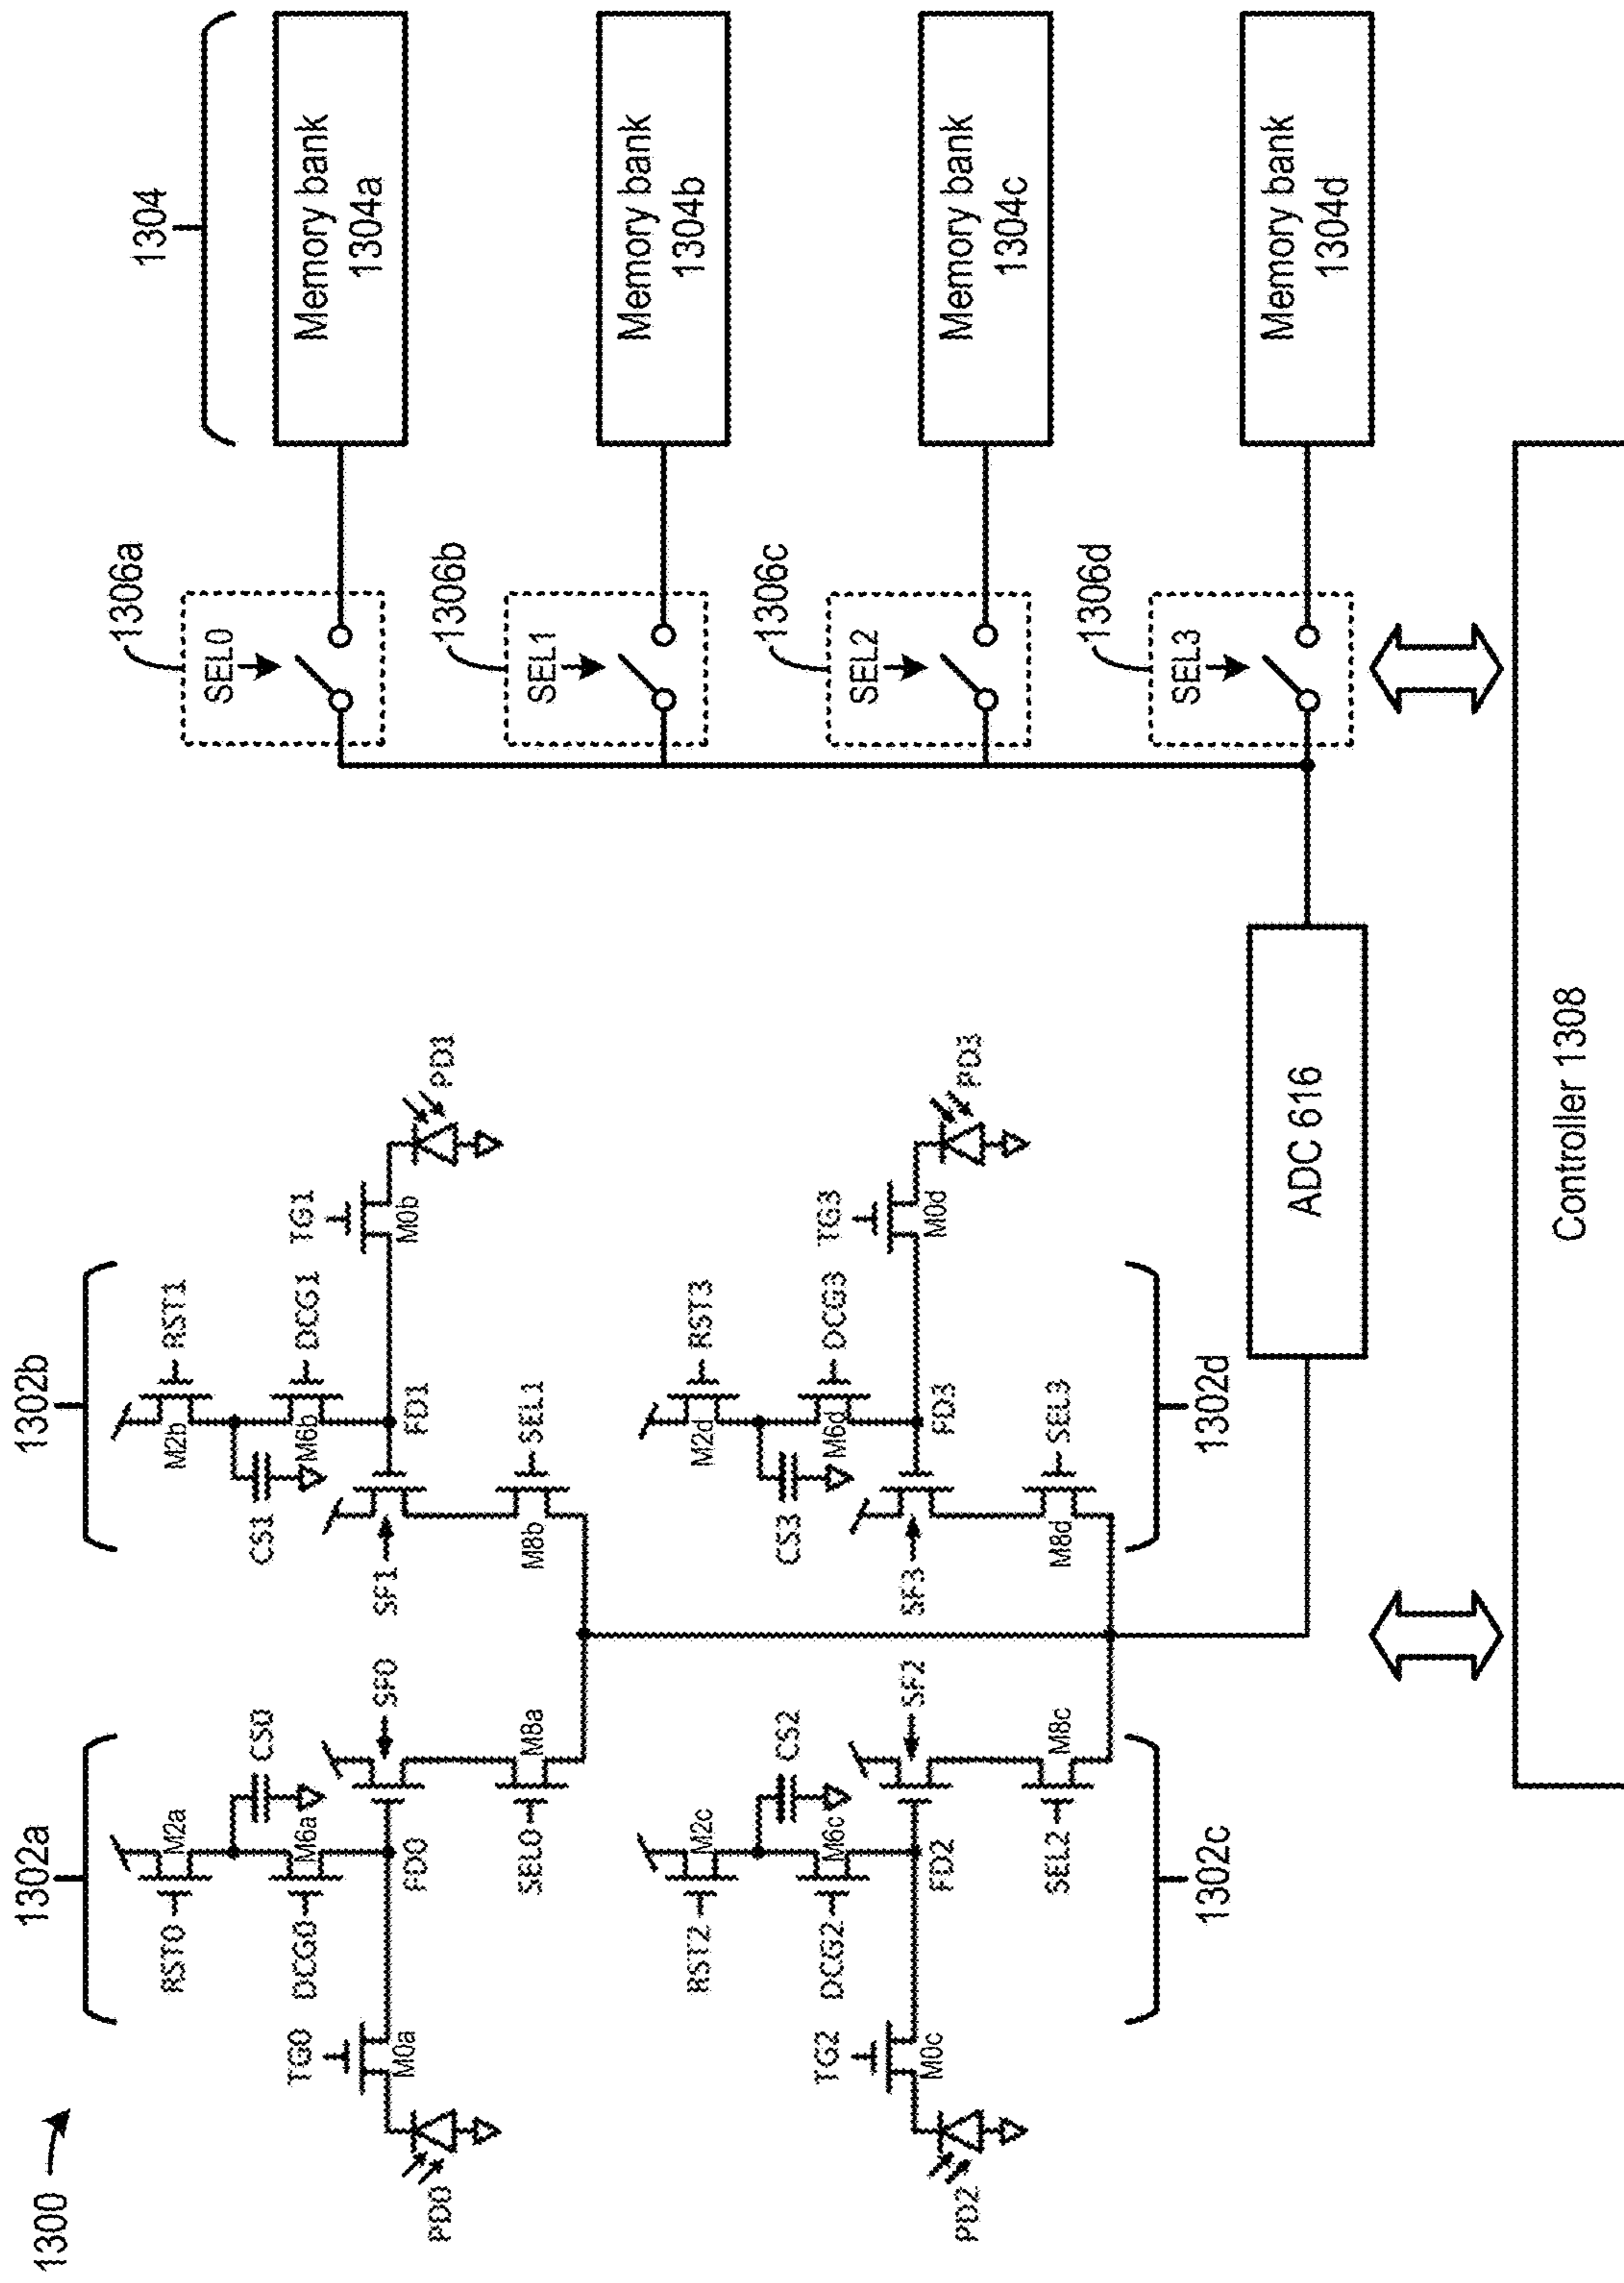 1300
1302a
1302b
RST0
M2a
CS0
DCG0
M6a
TG0
M0a
FD0
SF0
PD0
SEL0
M8a
RST1
M2b
CS1
DCG1
M6b
TG1
M0b
FD1
SF1
PD1
SEL1
M8b
RST2
M2c
CS2
DCG2
M6c
TG2
M0c
FD2
SF2
PD2
SEL2
M8c
RST3
M2d
CS3
DCG3
M6d
TG3
M0d
FD3
SF3
PD3
SEL3
M8d
1302c
1302d
ADC 616
1306a
SEL0
1306b
SEL1
1306c
SEL2
1306d
SEL3
1304
Memory bank
1304a
Memory bank
1304b
Memory bank
1304c
Memory bank
1304d
Controller 1308